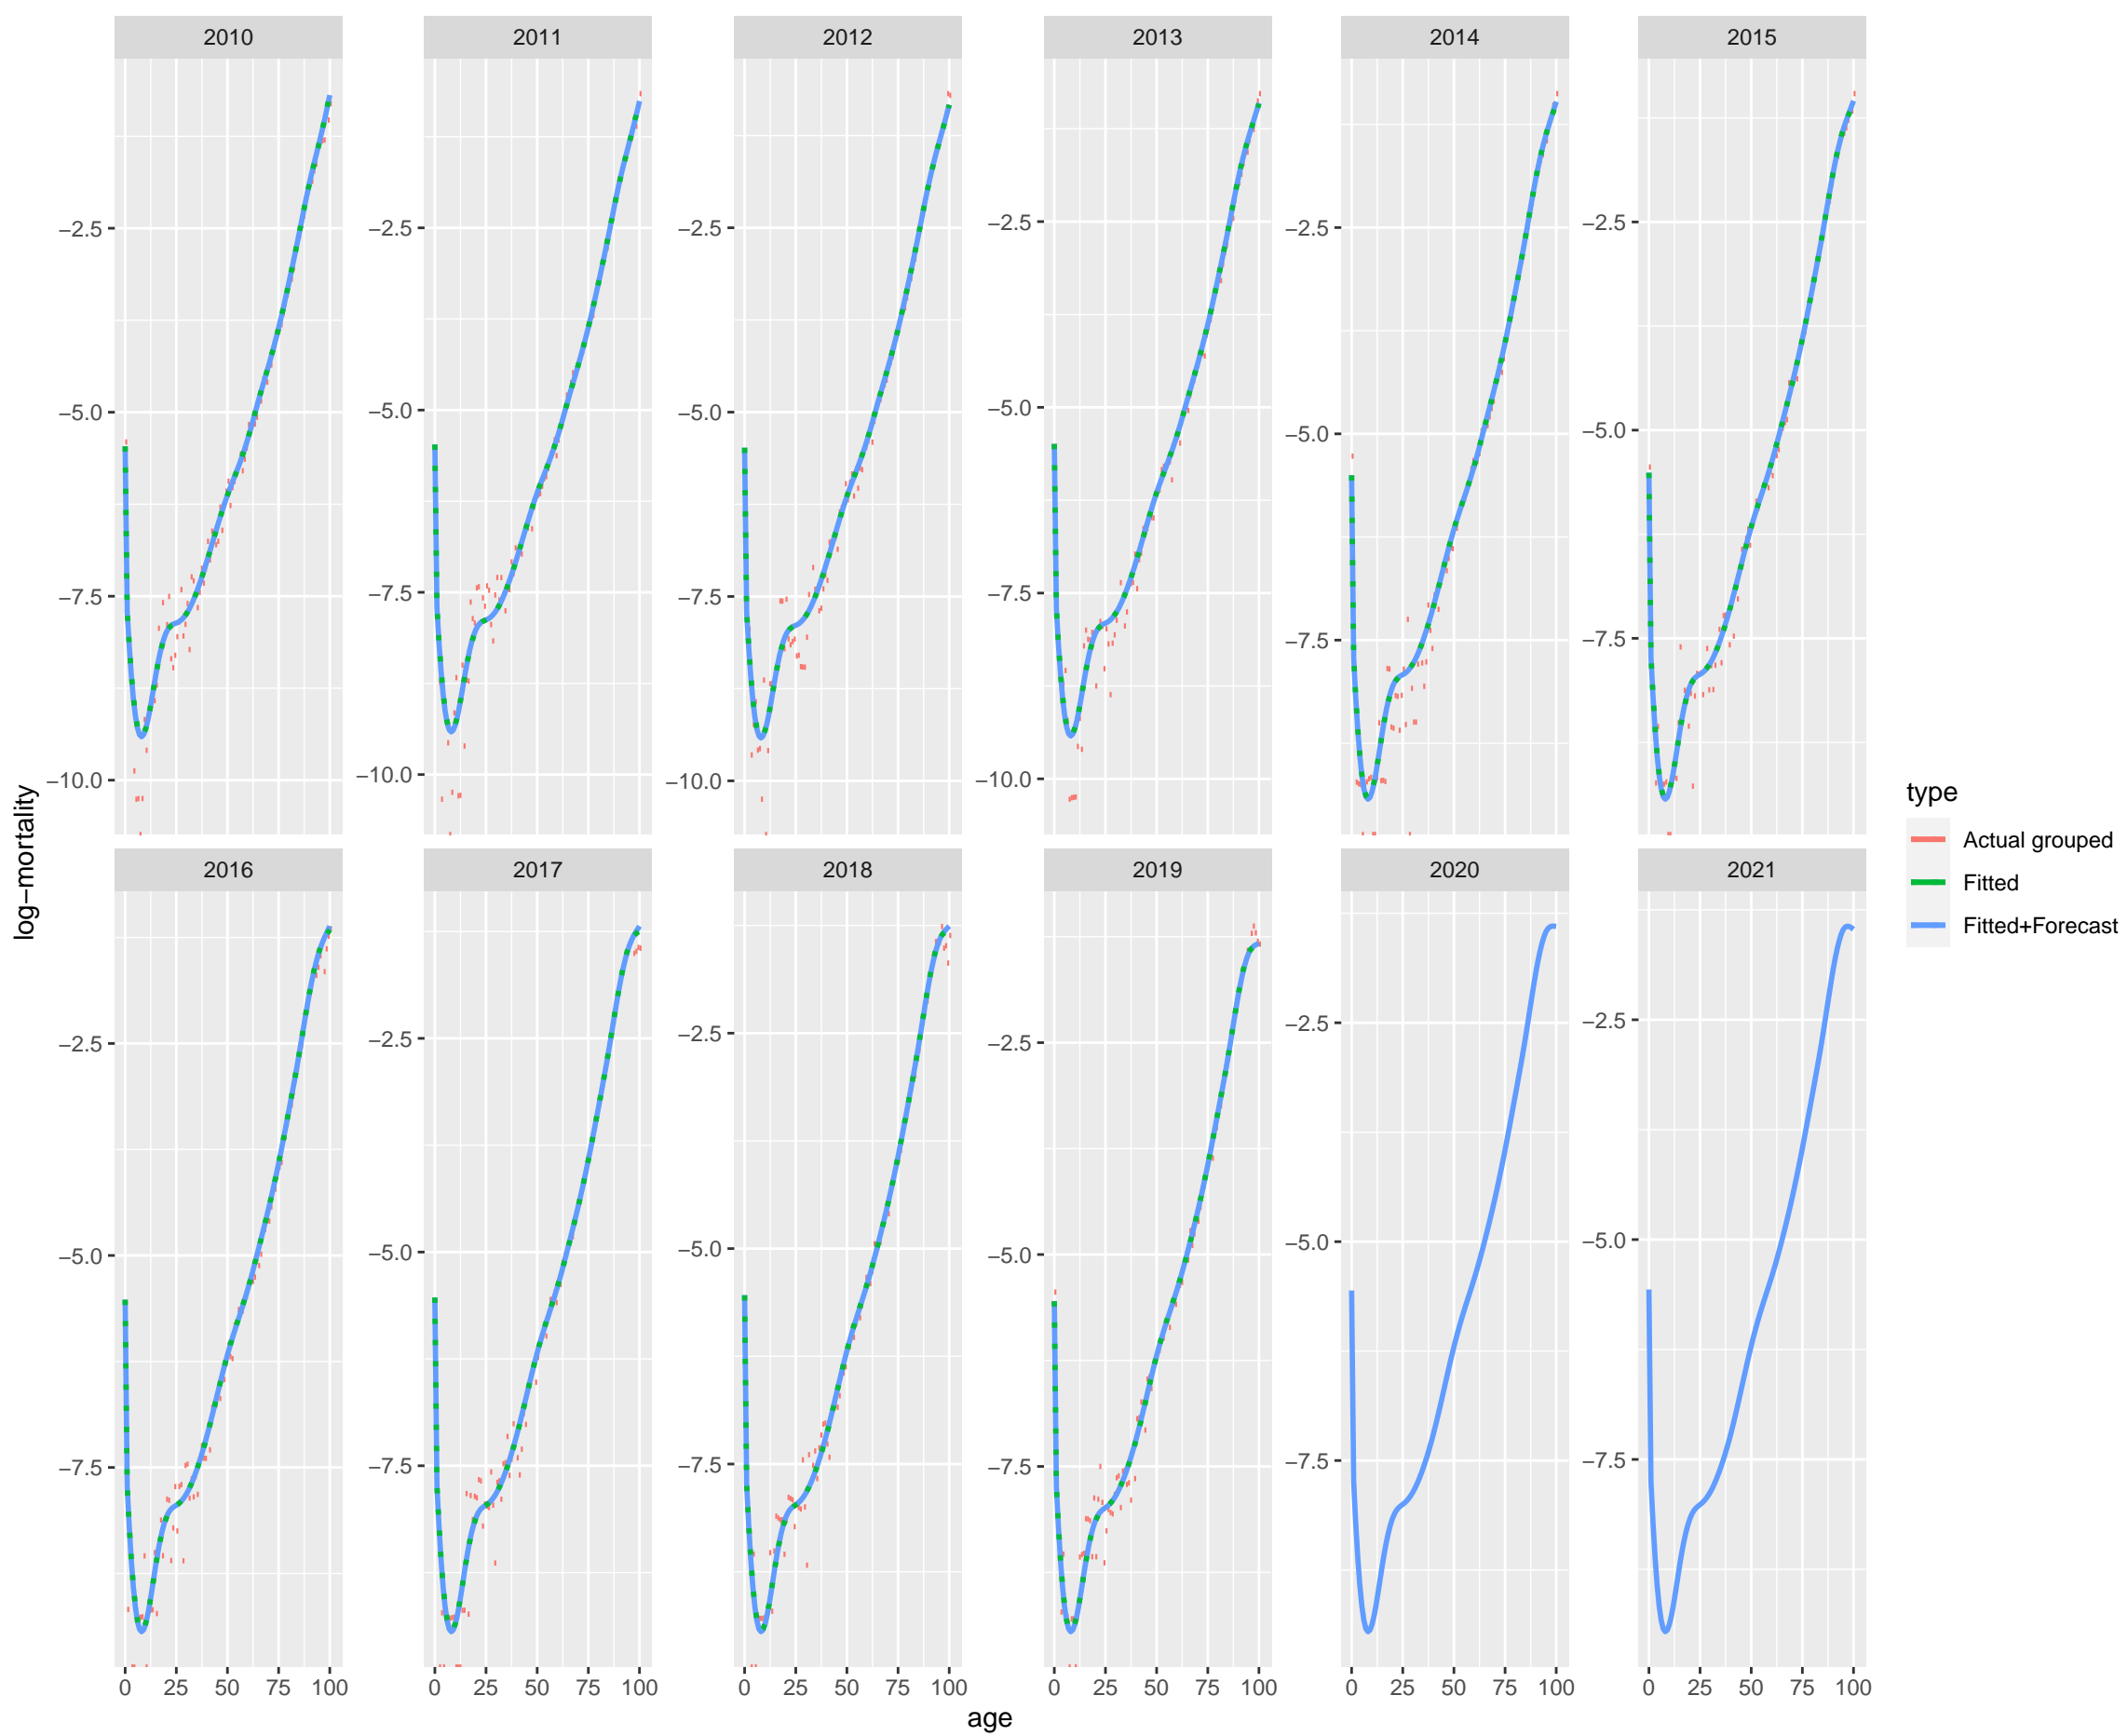 2010 2011 2012 2013 2014 2015
−2.5 −2.5 −2.5 −2.5 −2.5 −2.5
−5.0 −5.0 −5.0 −5.0 −5.0 −5.0
−7.5 −7.5 −7.5 −7.5 −7.5 −7.5
−10.0 −10.0 −10.0 −10.0
log−mortality
2016 2017 2018 2019 2020 2021
−2.5 −2.5 −2.5 −2.5 −2.5 −2.5
−5.0 −5.0 −5.0 −5.0 −5.0 −5.0
−7.5 −7.5 −7.5 −7.5 −7.5 −7.5
0 25 50 75 100 0 25 50 75 100 0 25 50 75 100 0 25 50 75 100 0 25 50 75 100 0 25 50 75 100
age
type
Actual grouped
Fitted
Fitted+Forecast